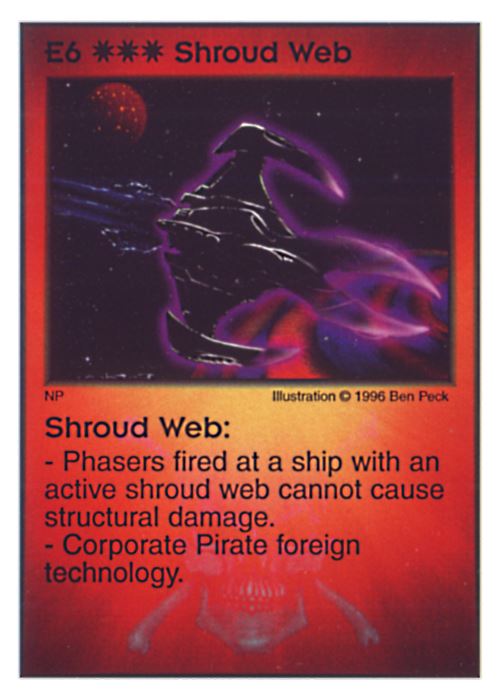 E6 ✷✷✷ Shroud Web
NP
Illustration © 1996 Ben Peck
Shroud Web:
- Phasers fired at a ship with an
active shroud web cannot cause
structural damage.
- Corporate Pirate foreign
technology.